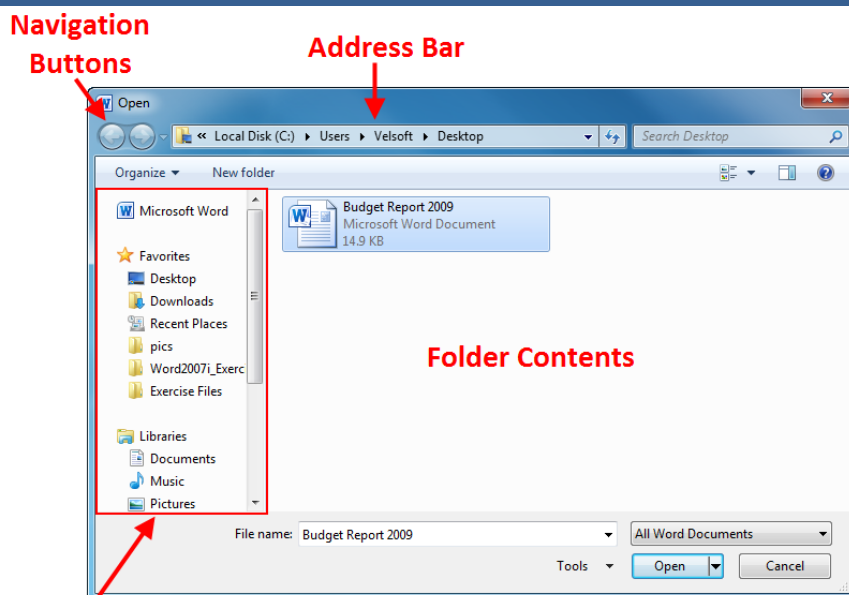 Navigation
Buttons
Address Bar
Open
« Local Disk (C:) Users Velsoft Desktop
Search Desktop
Organize
New folder
Microsoft Word
Favorites
Desktop
Downloads
Recent Places
pics
Word2007i_Exerc
Exercise Files
Libraries
Documents
Music
Pictures
Budget Report 2009
Microsoft Word Document
14.9 KB
Folder Contents
File name: Budget Report 2009
All Word Documents
Tools
Open
Cancel